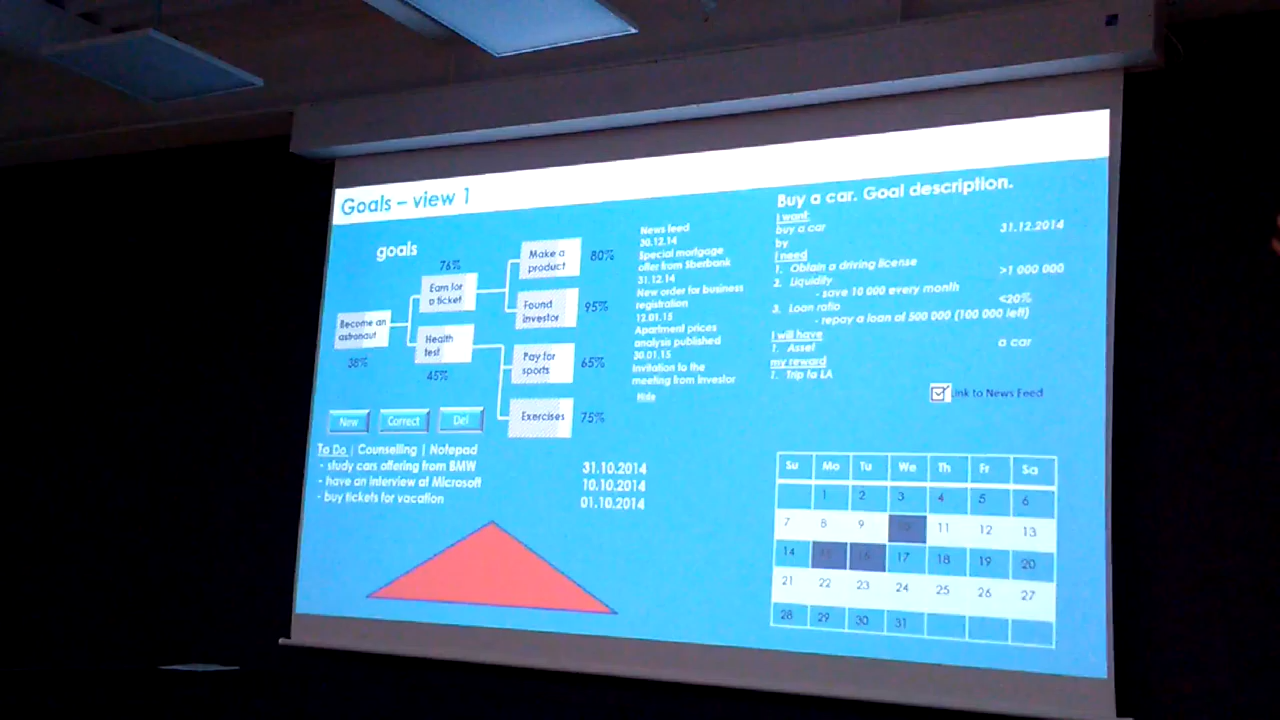 Goals – view 1
goals
76%
Become an
astronaut
38%
Earn for
a ticket
Health
test
45%
Make a
product
80%
Found
investor
95%
Pay for
sports
65%
Exercises
75%
New
Correct
Del
To Do | Counselling | Notepad
- study cars offering from BMW 31.10.2014
- have an interview at Microsoft 10.10.2014
- buy tickets for vacation 01.10.2014
News feed
30.12.14
Special mortgage
offer from Sberbank
31.12.14
New order for business
registration
12.01.15
Apartment prices
analysis published
30.01.15
Invitation to the
meeting from investor
Hide
Buy a car. Goal description.
I want:
buy a car 31.12.2014
by
I need
1. Obtain a driving license
2. Liquidity >1 000 000
- save 10 000 every month
3. Loan ratio <20%
- repay a loan of 500 000 (100 000 left)
I will have
1. Asset a car
my reward
1. Trip to LA
Link to News Feed
Su Mo Tu We Th Fr Sa
1 2 3 4 5 6
7 8 9 10 11 12 13
14 15 16 17 18 19 20
21 22 23 24 25 26 27
28 29 30 31